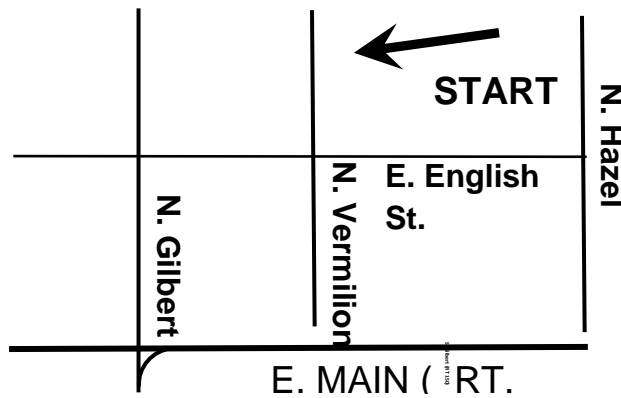 START
N. Hazel
E. English
St.
N. Vermilion
N. Gilbert
E. MAIN ( RT.